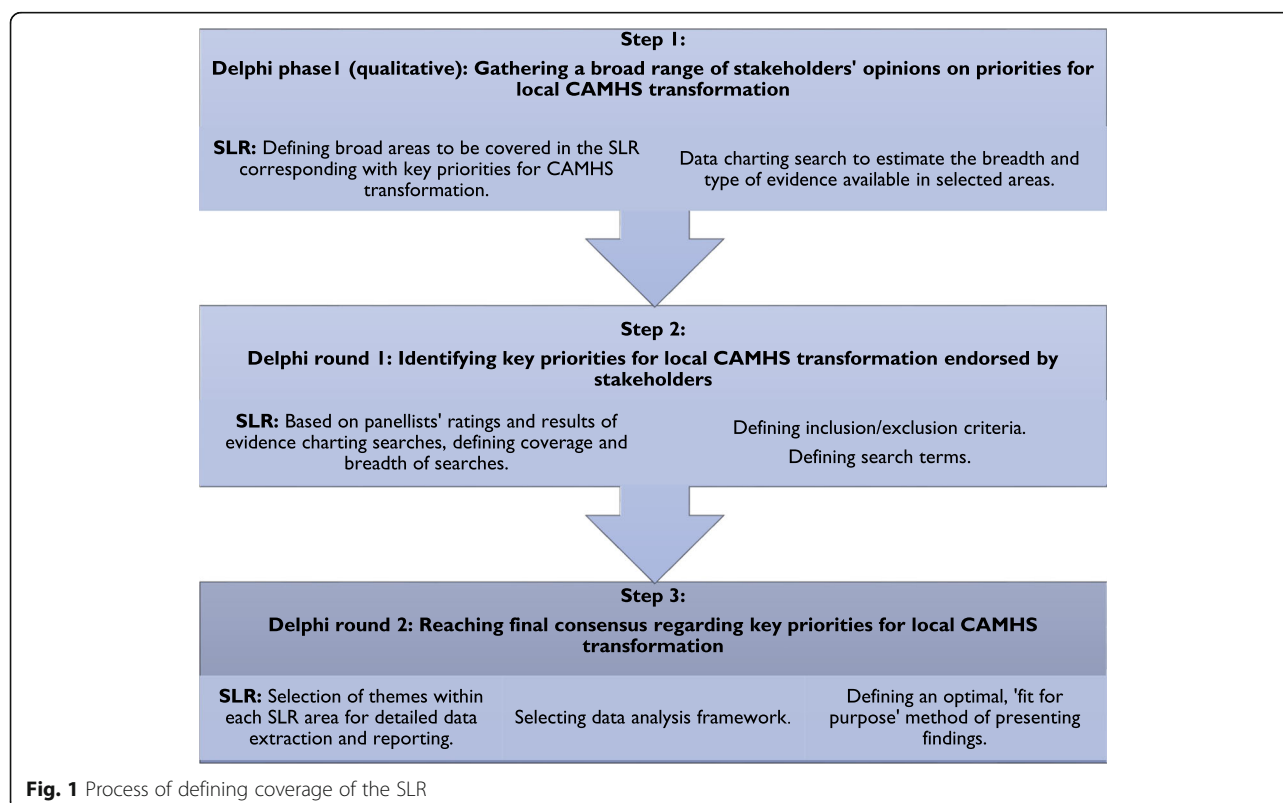 Step 1:
Delphi phase1 (qualitative): Gathering a broad range of stakeholders' opinions on priorities for
local CAMHS transformation
SLR: Defining broad areas to be covered in the SLR
corresponding with key priorities for CAMHS
transformation.
Data charting search to estimate the breadth and
type of evidence available in selected areas.
Step 2:
Delphi round 1: Identifying key priorities for local CAMHS transformation endorsed by
stakeholders
SLR: Based on panellists' ratings and results of
evidence charting searches, defining coverage and
breadth of searches.
Defining inclusion/exclusion criteria.
Defining search terms.
Step 3:
Delphi round 2: Reaching final consensus regarding key priorities for local CAMHS
transformation
SLR: Selection of themes within
each SLR area for detailed data
extraction and reporting.
Selecting data analysis framework.
Defining an optimal, 'fit for
purpose' method of presenting
findings.
Fig. 1 Process of defining coverage of the SLR